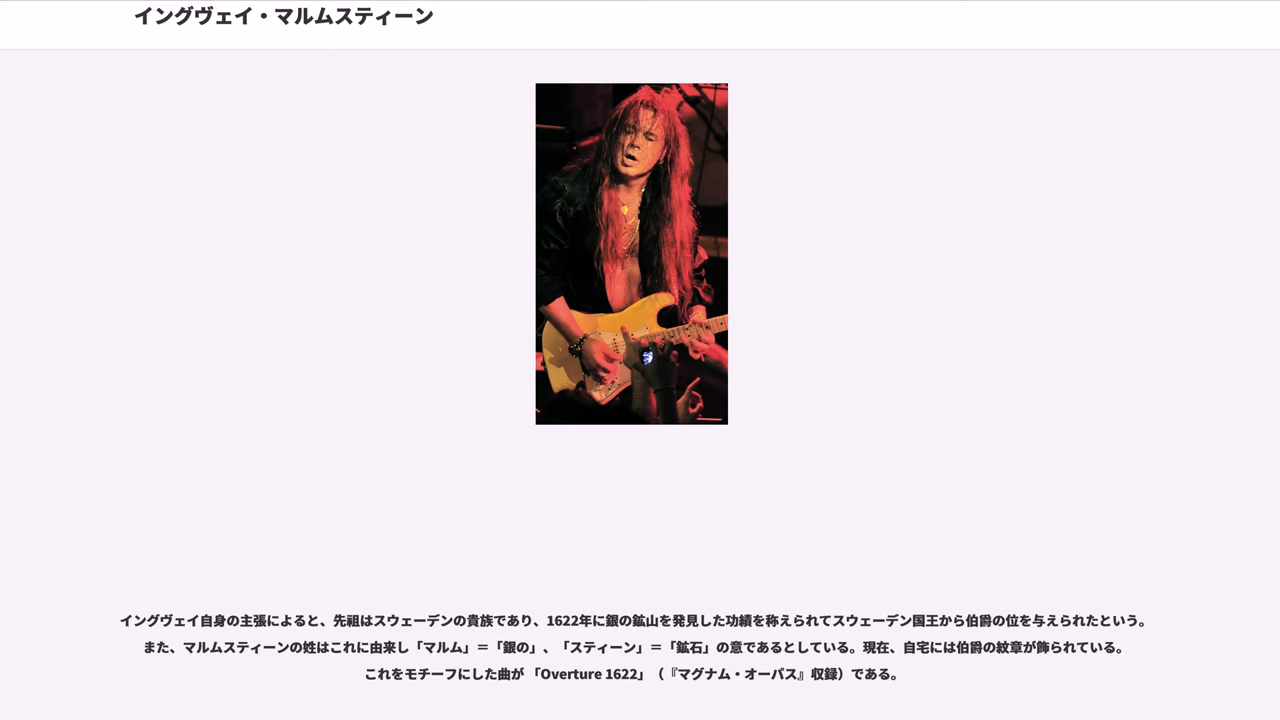 イングヴェイ・マルムスティーン
イングヴェイ自身の主張によると、先祖はスウェーデンの貴族であり、1622年に銀の鉱山を発見した功績を称えられてスウェーデン国王から伯爵の位を与えられたという。
また、マルムスティーンの姓はこれに由来し「マルム」＝「銀の」、「スティーン」＝「鉱石」の意であるとしている。現在、自宅には伯爵の紋章が飾られている。
これをモチーフにした曲が 「Overture 1622」（『マグナム・オーパス』収録）である。